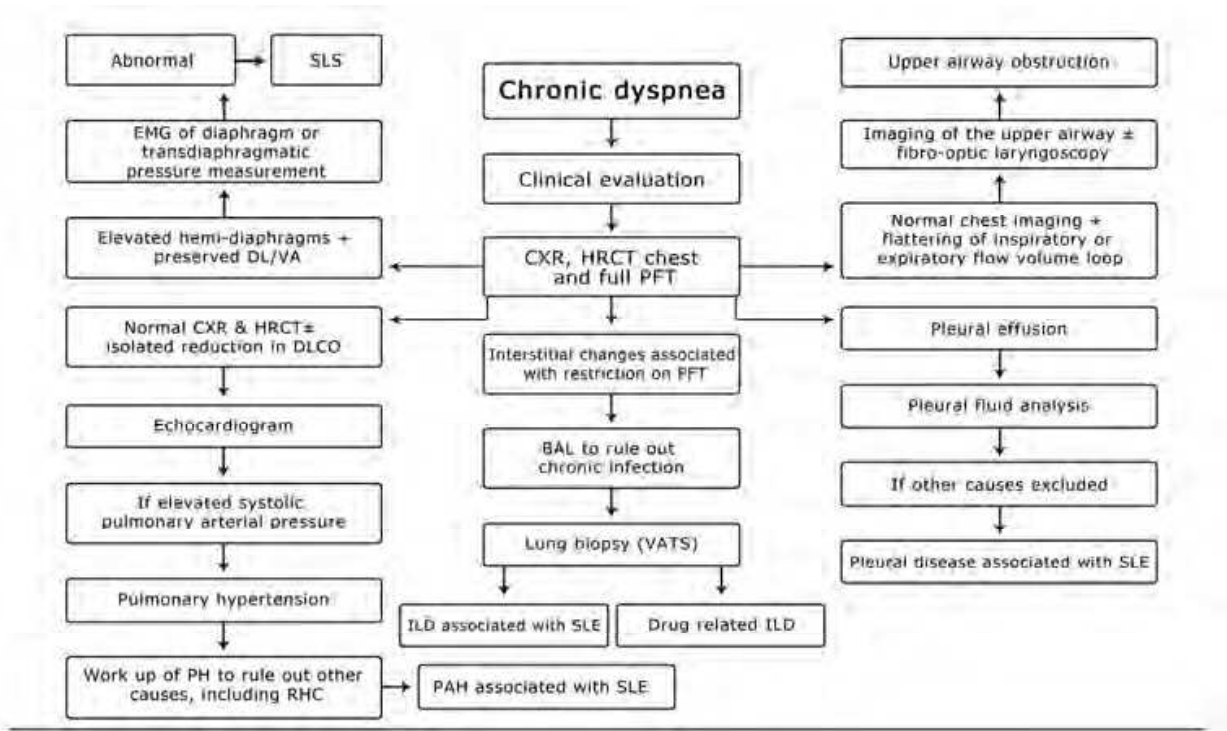 Chronic dyspnea
Clinical evaluation
CXR, HRCT chest
and full PFT
Abnormal
SLS
EMG of diaphragm or
transdiaphragmatic
pressure measurement
Elevated hemi-diaphragms +
preserved DL/VA
Normal CXR & HRCT±
isolated reduction in DLCO
Echocardiogram
If elevated systolic
pulmonary arterial pressure
Pulmonary hypertension
Work up of PH to rule out other
causes, including RHC
PAH associated with SLE
Interstitial changes associated
with restriction on PFT
BAL to rule out
chronic infection
Lung biopsy (VATS)
ILD associated with SLE
Drug related ILD
Upper airway obstruction
Imaging of the upper airway ±
fibro-optic laryngoscopy
Normal chest imaging +
flattering of inspiratory or
expiratory flow volume loop
Pleural effusion
Pleural fluid analysis
If other causes excluded
Pleural disease associated with SLE